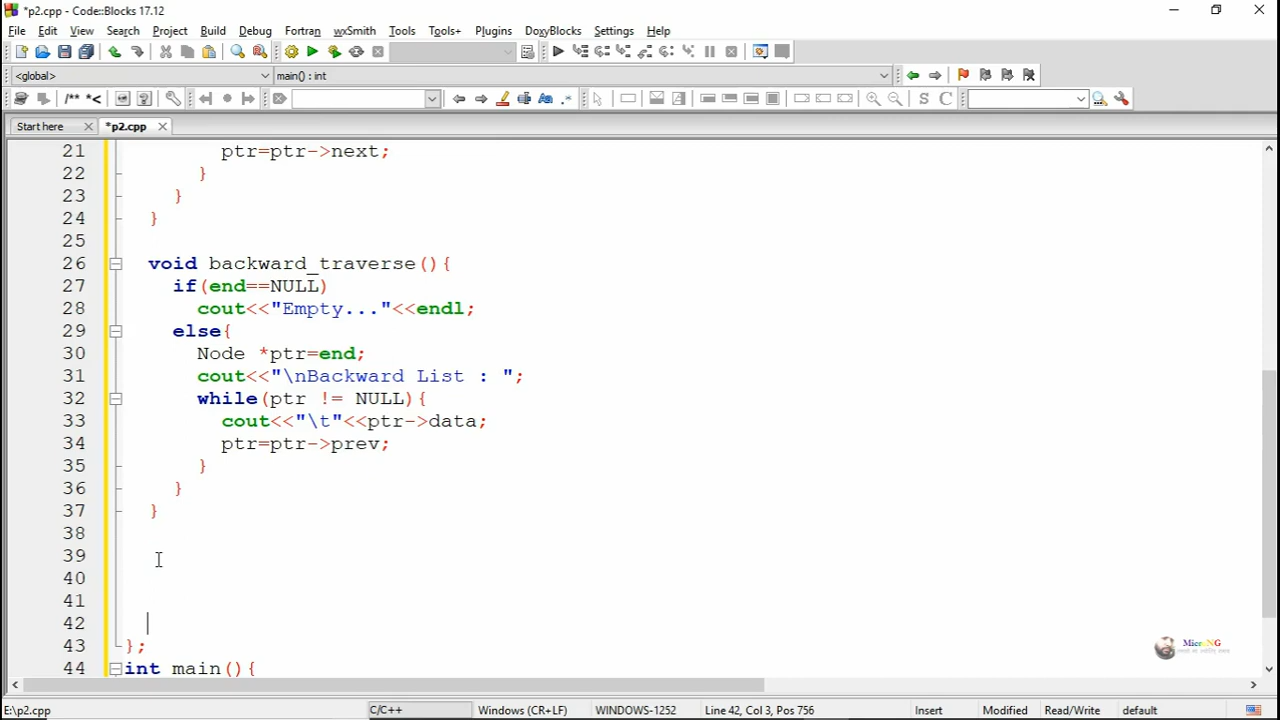 *p2.cpp - Code::Blocks 17.12
File Edit View Search Project Build Debug Fortran wxSmith Tools Tools+ Plugins DoxyBlocks Settings Help
<global> main() : int
/** *<
S C
Start here *p2.cpp
21 ptr=ptr->next;
22 }
23 }
24 }
25
26 void backward_traverse(){
27 if(end==NULL)
28 cout<<"Empty..."<<endl;
29 else{
30 Node *ptr=end;
31 cout<<"\nBackward List : ";
32 while(ptr != NULL){
33 cout<<"\t"<<ptr->data;
34 ptr=ptr->prev;
35 }
36 }
37 }
38
39
40
41
42
43 };
44 int main(){
MicroNG
E:\p2.cpp C/C++ Windows (CR+LF) WINDOWS-1252 Line 42, Col 3, Pos 756 Insert Modified Read/Write default